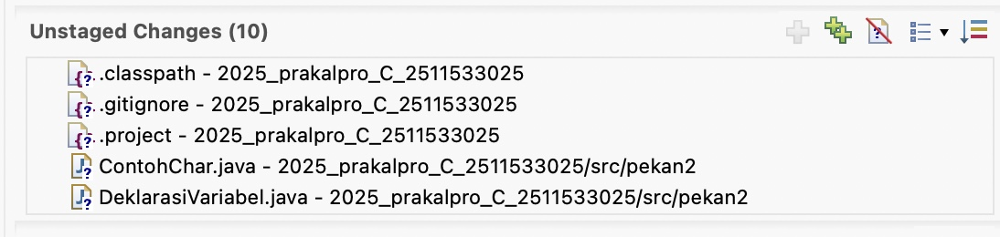 Unstaged Changes (10)
.classpath - 2025_prakalpro_C_2511533025
.gitignore - 2025_prakalpro_C_2511533025
.project - 2025_prakalpro_C_2511533025
ContohChar.java - 2025_prakalpro_C_2511533025/src/pekan2
DeklarasiVariabel.java - 2025_prakalpro_C_2511533025/src/pekan2